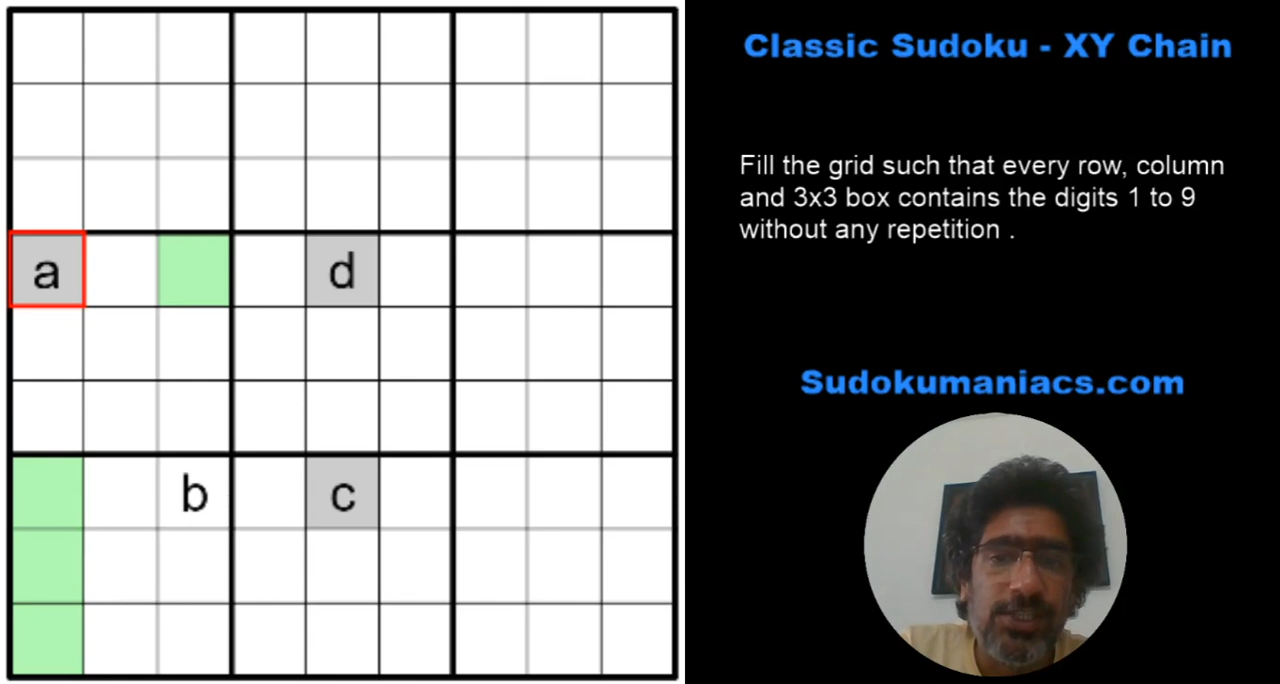 Classic Sudoku - XY Chain
Fill the grid such that every row, column
and 3x3 box contains the digits 1 to 9
without any repetition .
a d
b c
Sudokumaniacs.com